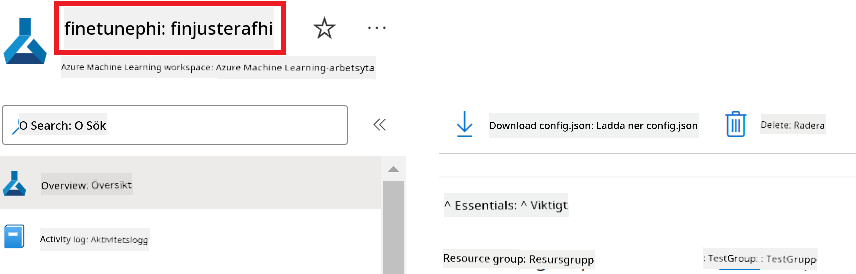 finetunephi: finjusterafhi
Azure Machine Learning workspace: Azure Machine Learning-arbetsyta
O Search: O Sök
Download config.json: Ladda ner config.json
Delete: Radera
Overview: Översikt
^ Essentials: ^ Viktigt
Activity log: Aktivitetslogg
Resource group: Resursgrupp
: TestGroup: : TestGrupp